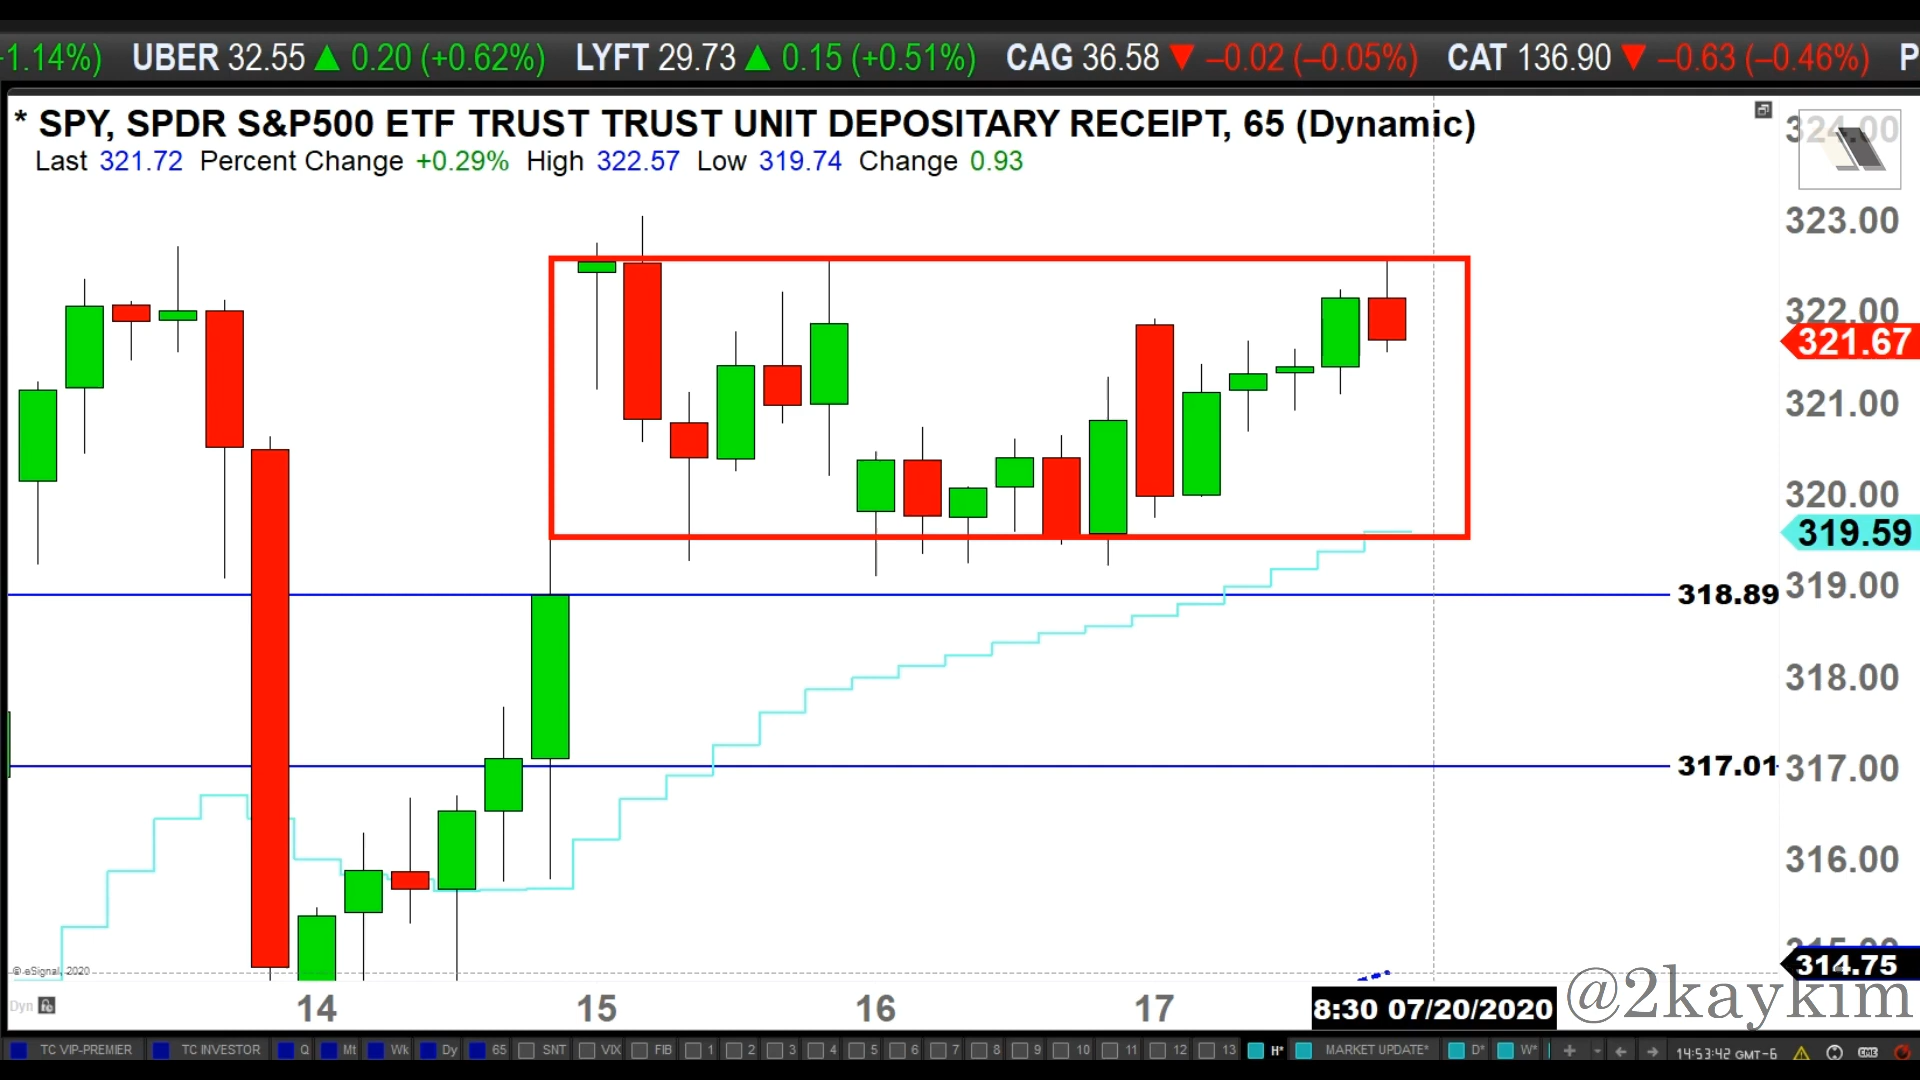 -1.14%) UBER 32.55 ▲ 0.20 (+0.62%) LYFT 29.73 ▲ 0.15 (+0.51%) CAG 36.58 ▼ –0.02 (–0.05%) CAT 136.90 ▼ –0.63 (–0.46%) P
* SPY, SPDR S&P500 ETF TRUST TRUST UNIT DEPOSITARY RECEIPT, 65 (Dynamic)
Last 321.72 Percent Change +0.29% High 322.57 Low 319.74 Change 0.93
324.00
323.00
322.00
321.67
321.00
320.00
319.59
318.89 319.00
318.00
317.01 317.00
316.00
315.00
314.75
© eSignal, 2020
@2kaykim
Dyn 14 15 16 17 8:30 07/20/2020
TC VIP-PREMIER TC INVESTOR Q Mt Wk Dy 65 SNT VIX FIB 1 2 3 4 5 6 7 8 9 10 11 12 13 H* MARKET UPDATE* D* W* 14:53:42 GMT-6 CME